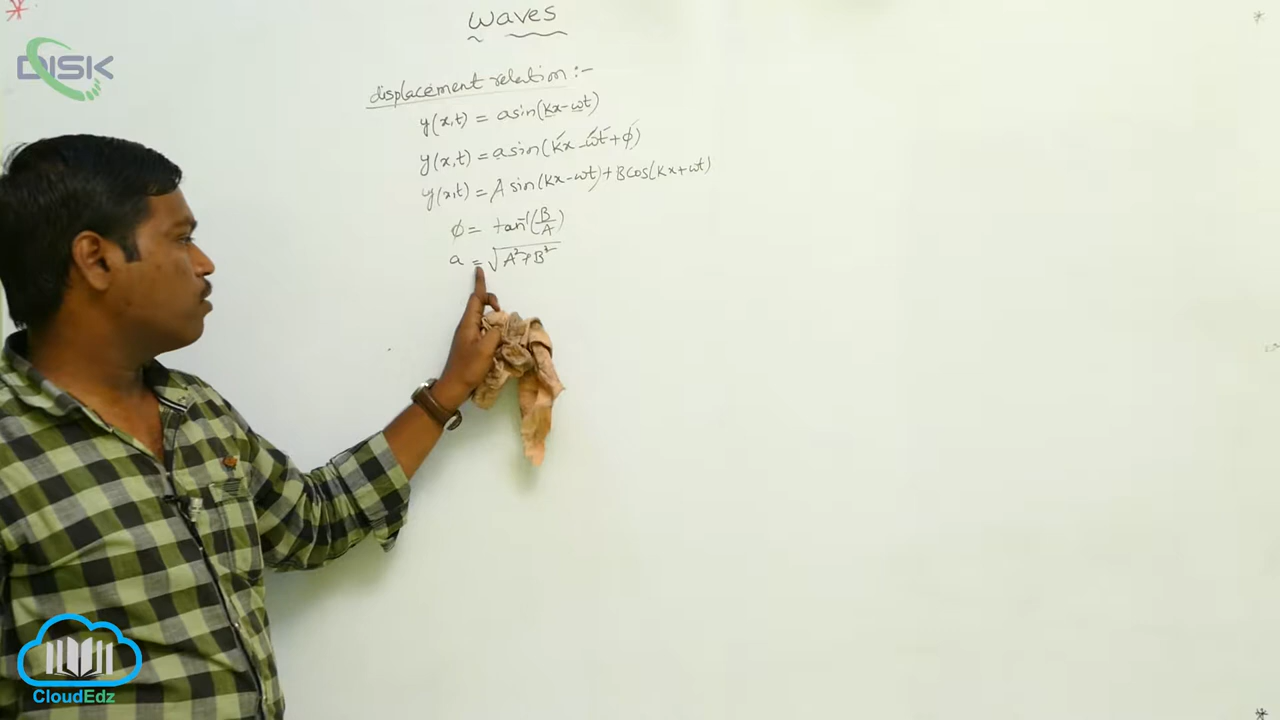 Waves
DISK
displacement relation :-
y(x,t) = a sin(kx-ωt)
y(x,t) = a sin(kx-ωt+φ)
y(x,t) = A sin(kx-ωt)+B cos(kx+ωt)
φ = tan⁻¹(B/A)
a = √A²+B²
CloudEdz